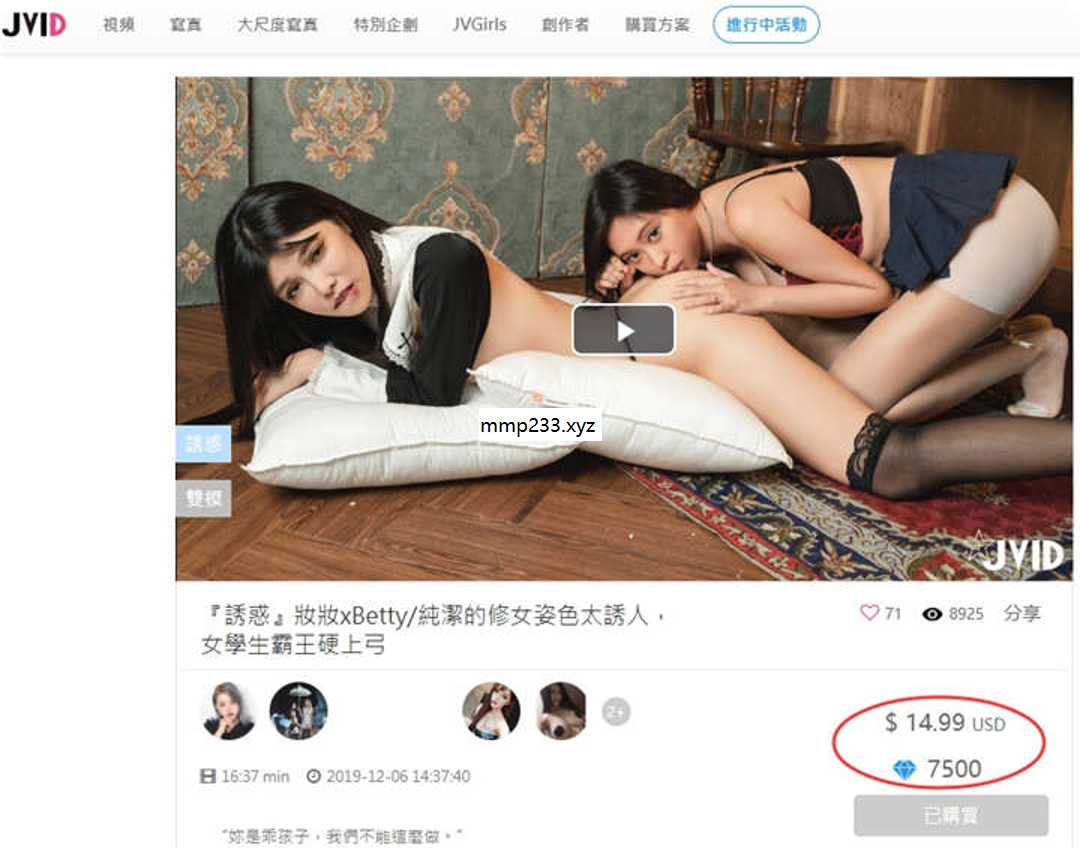 JVID 視頻 寫真 大尺度寫真 特別企劃 JVGirls 創作者 購買方案 進行中活動
誘惑
mmp233.xyz
雙模
JVID
『誘惑』妝妝xBetty/純潔的修女姿色太誘人，
女學生霸王硬上弓
71 8925 分享
2+
$ 14.99 USD
7500
16:37 min 2019-12-06 14:37:40
已購買
"妳是乖孩子，我們不能這麼做。"